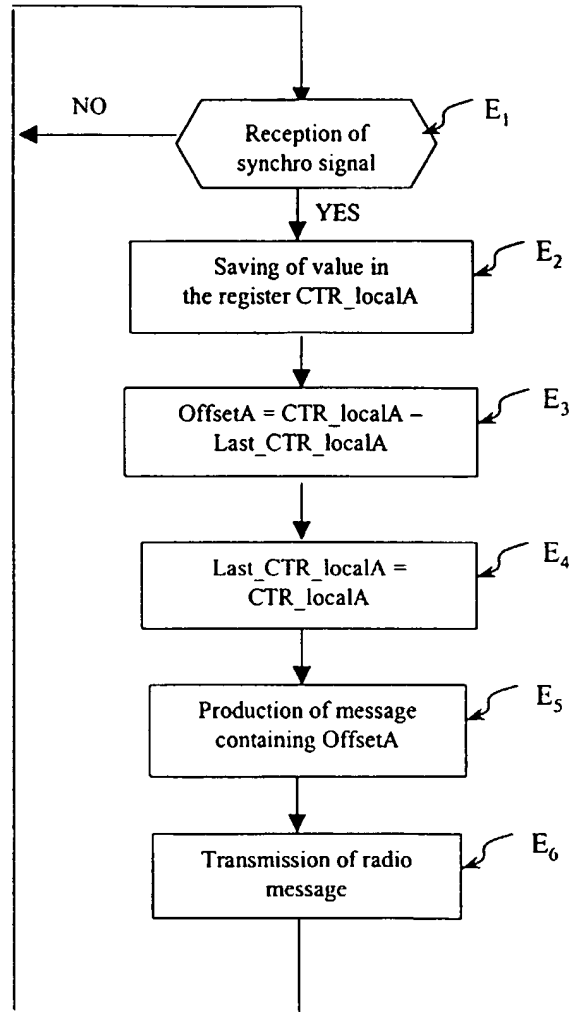 NO
E1
Reception of
synchro signal
YES
E2
Saving of value in
the register CTR_localA
E3
OffsetA = CTR_localA –
Last_CTR_localA
E4
Last_CTR_localA =
CTR_localA
E5
Production of message
containing OffsetA
E6
Transmission of radio
message